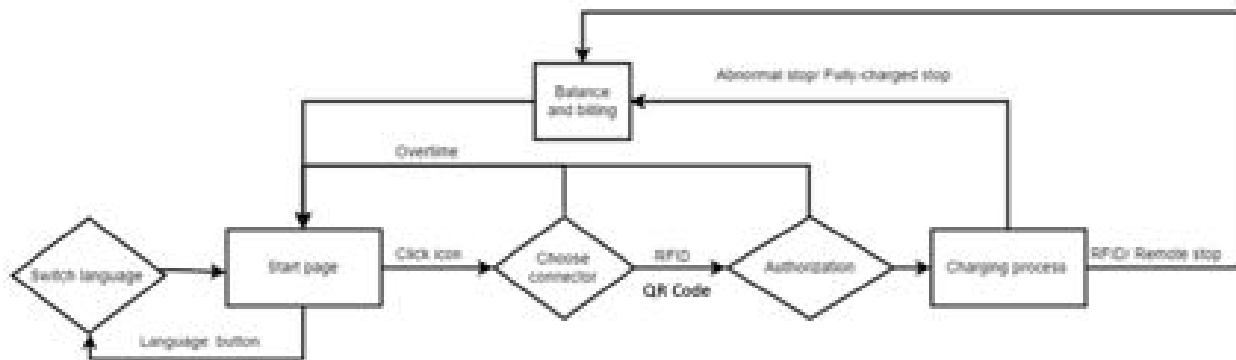 Abnormal stop/ Fully-charged stop
Balance
and billing
Overtime
Switch language
Start page
Click icon
Choose
connector
RFID
QR Code
Authorization
Charging process
RFID/ Remote stop
Language button